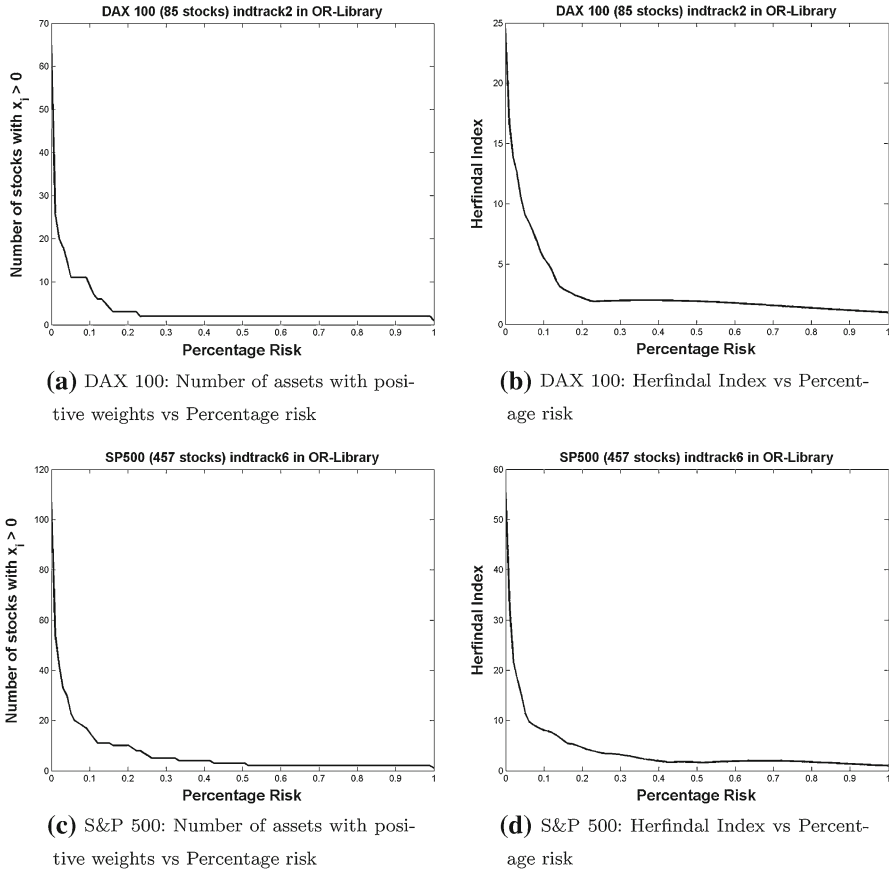 DAX 100 (85 stocks) indtrack2 in OR-Library
70
60
50
40
30
20
10
0
Number of stocks with x_i > 0
0 0.1 0.2 0.3 0.4 0.5 0.6 0.7 0.8 0.9 1
Percentage Risk
(a) DAX 100: Number of assets with posi-
tive weights vs Percentage risk
DAX 100 (85 stocks) indtrack2 in OR-Library
25
20
15
10
5
0
Herfindal Index
0 0.1 0.2 0.3 0.4 0.5 0.6 0.7 0.8 0.9 1
Percentage Risk
(b) DAX 100: Herfindal Index vs Percent-
age risk
SP500 (457 stocks) indtrack6 in OR-Library
120
100
80
60
40
20
0
Number of stocks with x_i > 0
0 0.1 0.2 0.3 0.4 0.5 0.6 0.7 0.8 0.9 1
Percentage Risk
(c) S&P 500: Number of assets with posi-
tive weights vs Percentage risk
SP500 (457 stocks) indtrack6 in OR-Library
60
50
40
30
20
10
0
Herfindal Index
0 0.1 0.2 0.3 0.4 0.5 0.6 0.7 0.8 0.9 1
Percentage Risk
(d) S&P 500: Herfindal Index vs Percent-
age risk